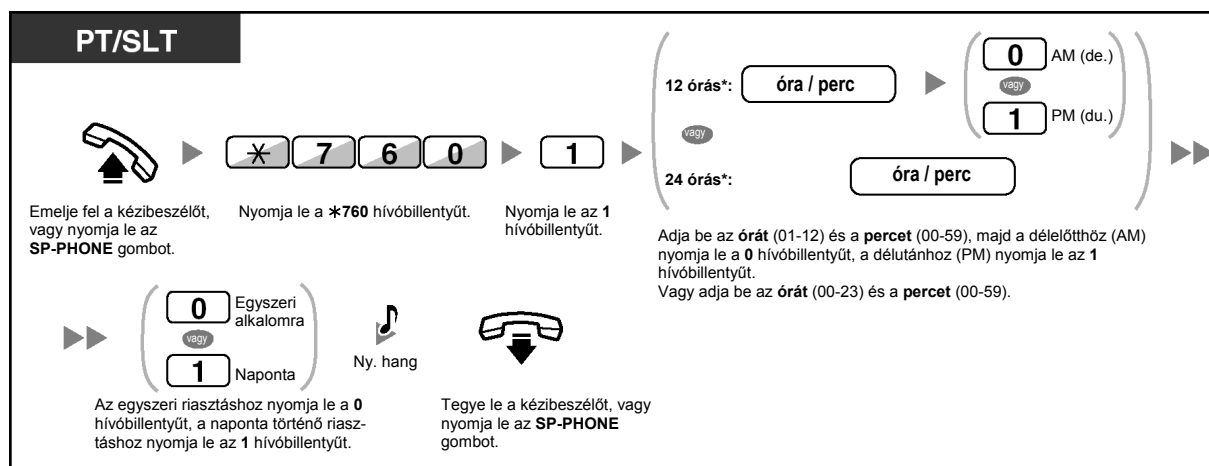 PT/SLT
12 órás*:
óra / perc
0
AM (de.)
vagy
1
PM (du.)
vagy
24 órás*:
óra / perc
760
1
Emelje fel a kézibeszélőt,
vagy nyomja le az
SP-PHONE gombot.
Nyomja le a ∗760 hívóbillentyűt.
Nyomja le az 1
hívóbillentyűt.
Adja be az órát (01-12) és a percet (00-59), majd a délelőtthöz (AM)
nyomja le a 0 hívóbillentyűt, a délutánhoz (PM) nyomja le az 1
hívóbillentyűt.
Vagy adja be az órát (00-23) és a percet (00-59).
0
Egyszeri
alkalomra
vagy
1
Naponta
Ny. hang
Az egyszeri riasztáshoz nyomja le a 0
hívóbillentyűt, a naponta történő riasz-
táshoz nyomja le az 1 hívóbillentyűt.
Tegye le a kézibeszélőt, vagy
nyomja le az SP-PHONE
gombot.